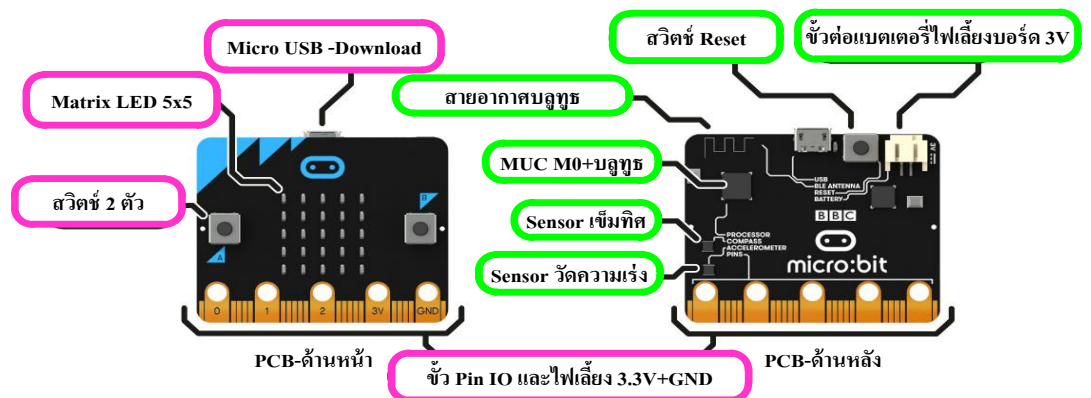 Micro USB -Download
สวิตช์ Reset
ขั้วต่อแบตเตอรี่ไฟเลี้ยงบอร์ด 3V
Matrix LED 5x5
สายอากาศบลูทูธ
MUC M0+บลูทูธ
สวิตช์ 2 ตัว
Sensor เข็มทิศ
Sensor วัดความเร่ง
B
A
0
1
2
3V
GND
3V
USB
BLE ANTENNA
RESET
BATTERY
BBC
PROCESSOR
COMPASS
ACCELEROMETER
PINS
micro:bit
PCB-ด้านหน้า
PCB-ด้านหลัง
ขั้ว Pin IO และไฟเลี้ยง 3.3V+GND